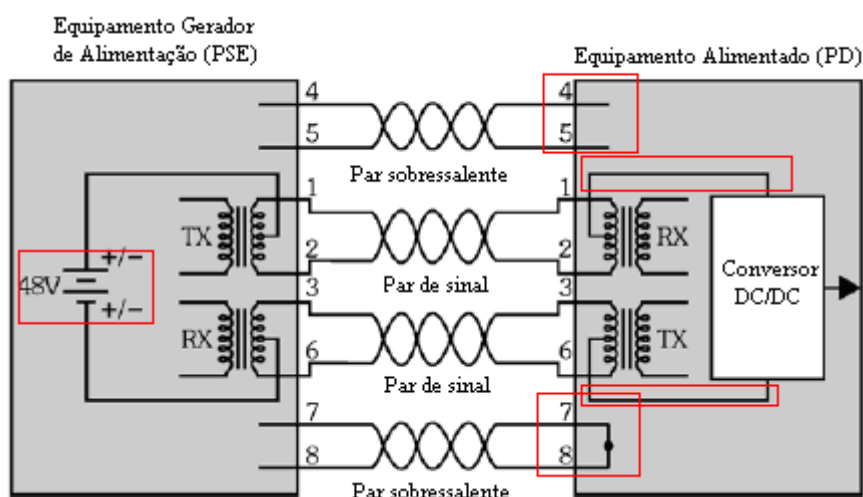 Equipamento Gerador
de Alimentação (PSE)
Equipamento Alimentado (PD)
4
4
5
5
Par sobressalente
1
1
TX
RX
2
2
Par de sinal
48V
+/−
+/−
Conversor
DC/DC
3
3
RX
TX
6
6
Par de sinal
7
7
8
8
Par sobressalente